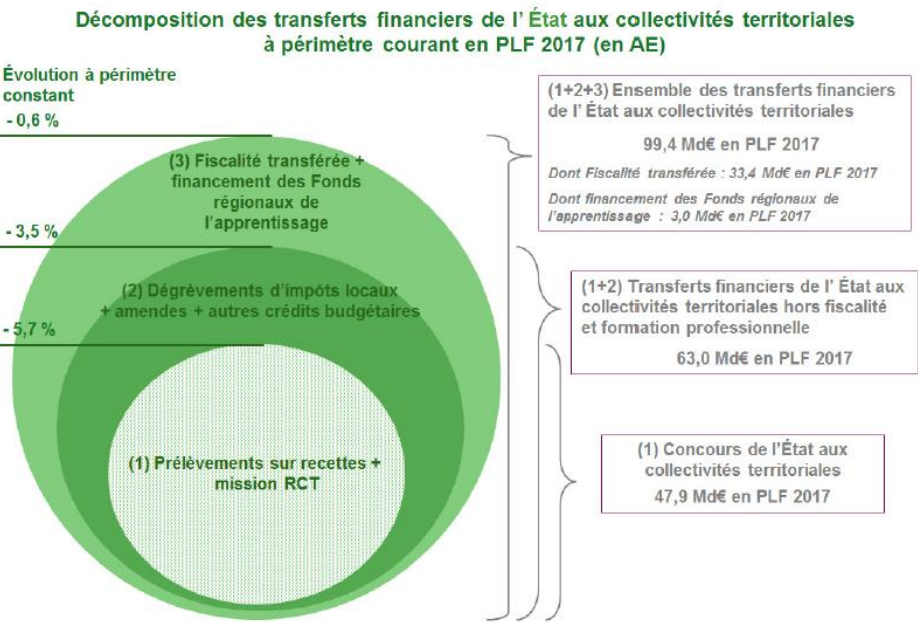 Décomposition des transferts financiers de l' État aux collectivités territoriales
à périmètre courant en PLF 2017 (en AE)
Évolution à périmètre
constant
- 0,6 %
(3) Fiscalité transférée +
financement des Fonds
régionaux de
l'apprentissage
- 3,5 %
(2) Dégrèvements d'impôts locaux
+ amendes + autres crédits budgétaires
- 5,7 %
(1) Prélèvements sur recettes +
mission RCT
(1+2+3) Ensemble des transferts financiers
de l' État aux collectivités territoriales
99,4 Md€ en PLF 2017
Dont Fiscalité transférée : 33,4 Md€ en PLF 2017
Dont financement des Fonds régionaux de
l'apprentissage : 3,0 Md€ en PLF 2017
(1+2) Transferts financiers de l' État aux
collectivités territoriales hors fiscalité
et formation professionnelle
63,0 Md€ en PLF 2017
(1) Concours de l'État aux
collectivités territoriales
47,9 Md€ en PLF 2017